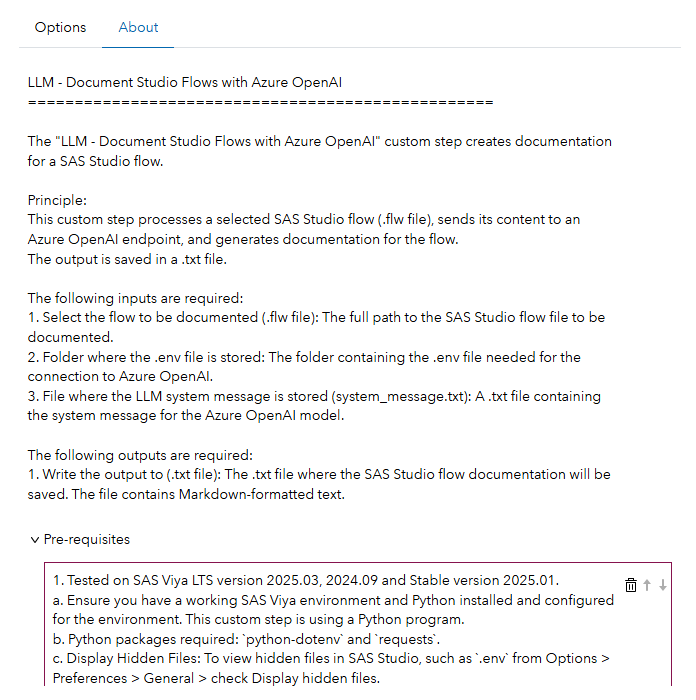 Options About
LLM - Document Studio Flows with Azure OpenAI
==================================================
The "LLM - Document Studio Flows with Azure OpenAI" custom step creates documentation
for a SAS Studio flow.
Principle:
This custom step processes a selected SAS Studio flow (.flw file), sends its content to an
Azure OpenAI endpoint, and generates documentation for the flow.
The output is saved in a .txt file.
The following inputs are required:
1. Select the flow to be documented (.flw file): The full path to the SAS Studio flow file to be
documented.
2. Folder where the .env file is stored: The folder containing the .env file needed for the
connection to Azure OpenAI.
3. File where the LLM system message is stored (system_message.txt): A .txt file containing
the system message for the Azure OpenAI model.
The following outputs are required:
1. Write the output to (.txt file): The .txt file where the SAS Studio flow documentation will be
saved. The file contains Markdown-formatted text.
Pre-requisites
1. Tested on SAS Viya LTS version 2025.03, 2024.09 and Stable version 2025.01.
a. Ensure you have a working SAS Viya environment and Python installed and configured
for the environment. This custom step is using a Python program.
b. Python packages required: `python-dotenv` and `requests`.
c. Display Hidden Files: To view hidden files in SAS Studio, such as `.env` from Options >
Preferences > General > check Display hidden files.